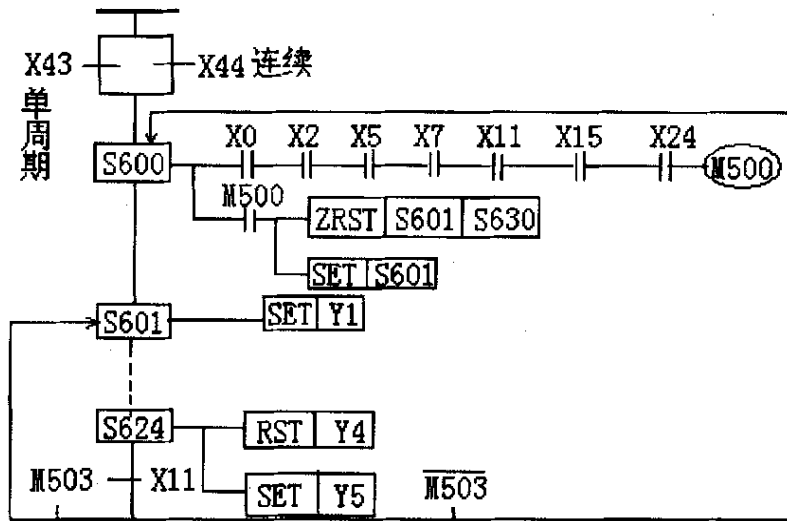 X43
X44 连续
单周期
X0 X2 X5 X7 X11 X15 X24
S600
M500
M500
ZRST S601 S630
SET S601
S601
SET Y1
S624
RST Y4
M503
X11
SET Y5
M503